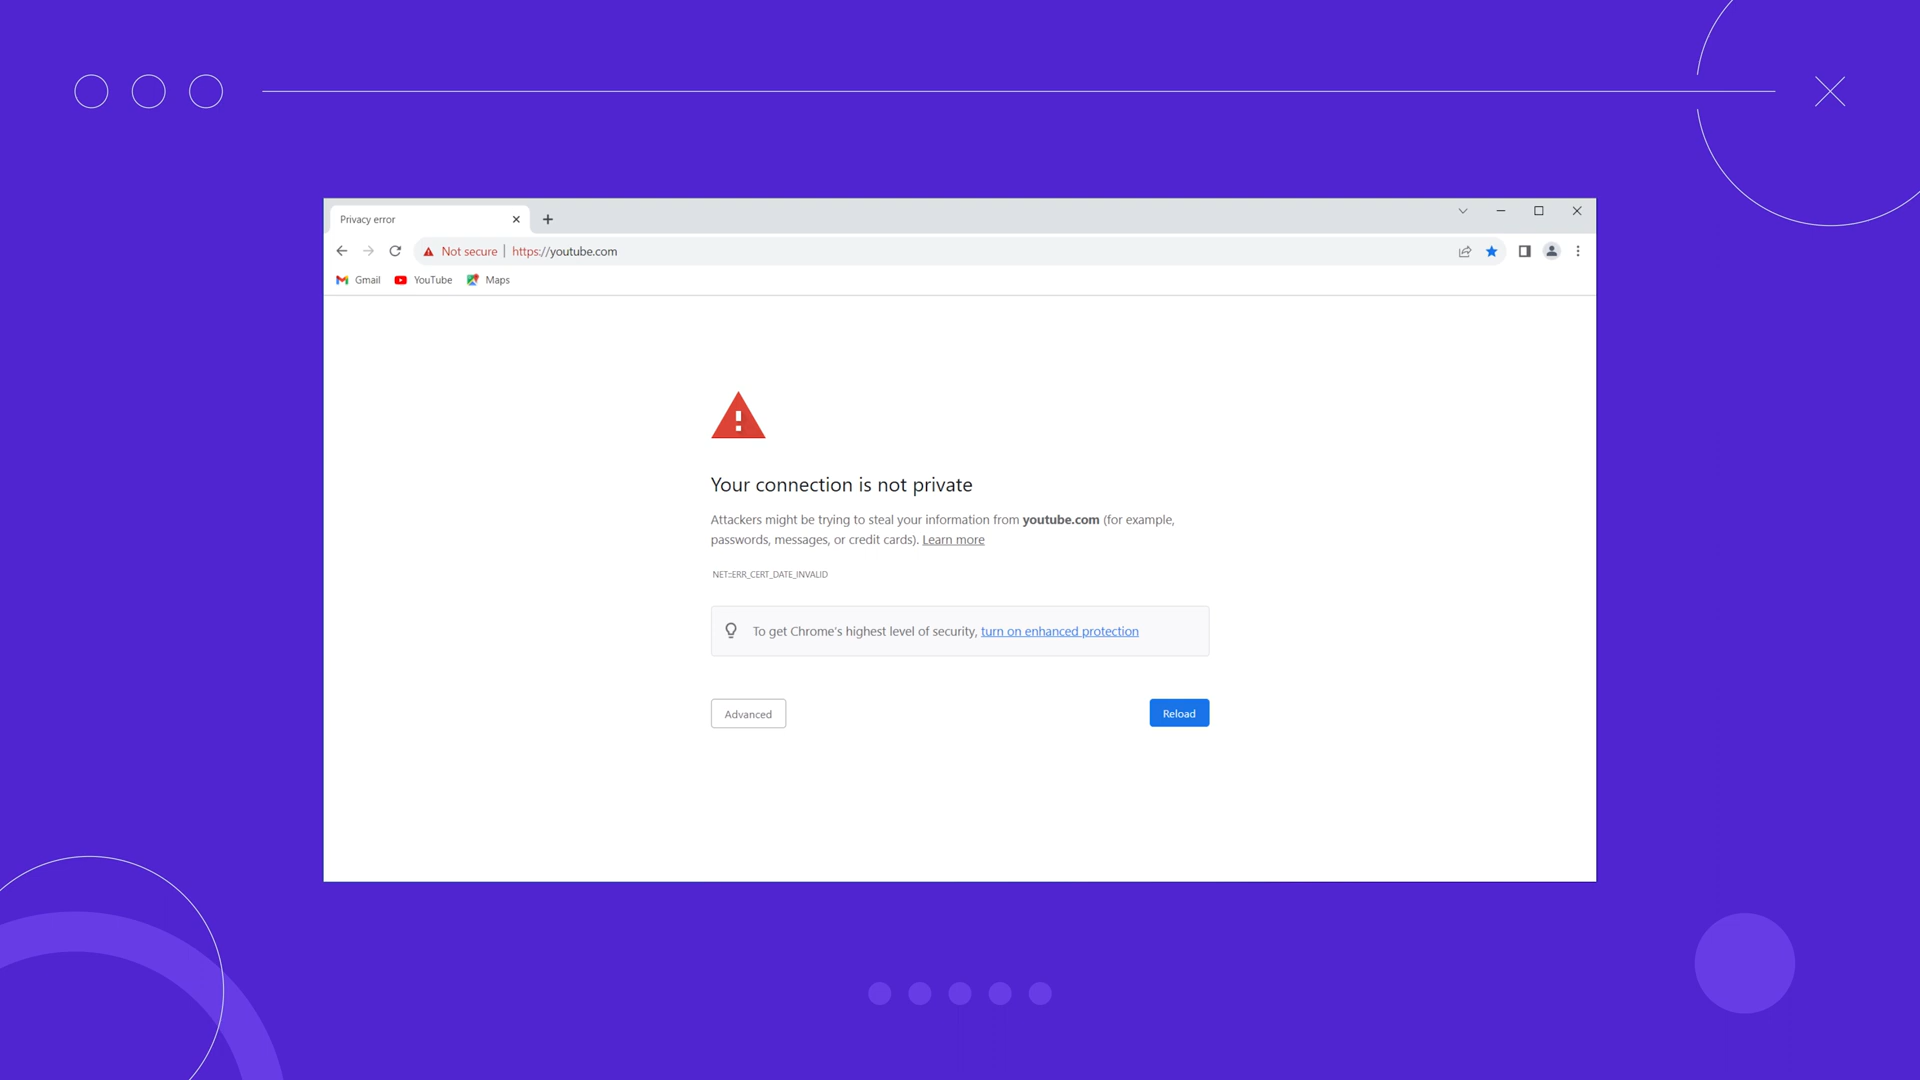 Privacy error
Not secure | https://youtube.com
Gmail YouTube Maps
Your connection is not private
Attackers might be trying to steal your information from youtube.com (for example,
passwords, messages, or credit cards). Learn more
NET::ERR_CERT_DATE_INVALID
To get Chrome's highest level of security, turn on enhanced protection
Advanced
Reload